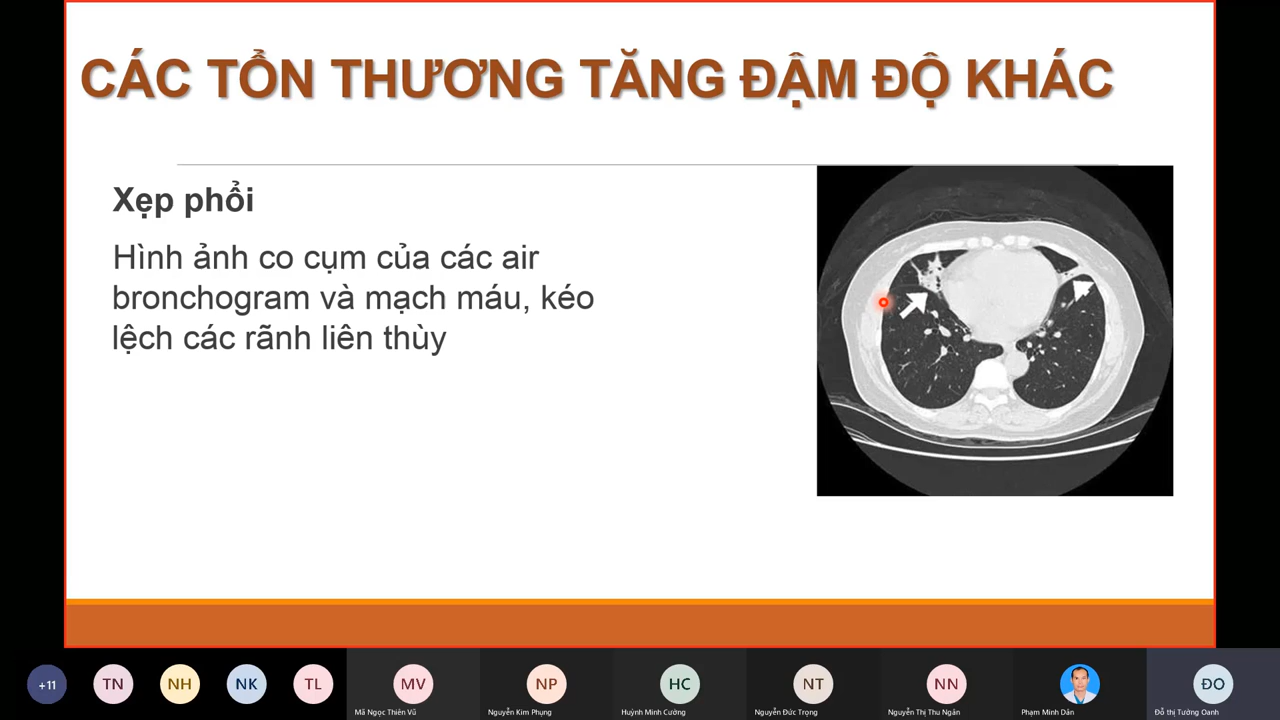 CÁC TỔN THƯƠNG TĂNG ĐẬM ĐỘ KHÁC
Xẹp phổi
Hình ảnh co cụm của các air
bronchogram và mạch máu, kéo
lệch các rãnh liên thùy
+11
TN
NH
NK
TL
MV
NP
HC
NT
NN
ĐO
Mã Ngọc Thiên Vũ
Nguyễn Kim Phụng
Huỳnh Minh Cường
Nguyễn Đức Trọng
Nguyễn Thị Thu Ngân
Phạm Minh Dân
Đỗ thị Tường Oanh